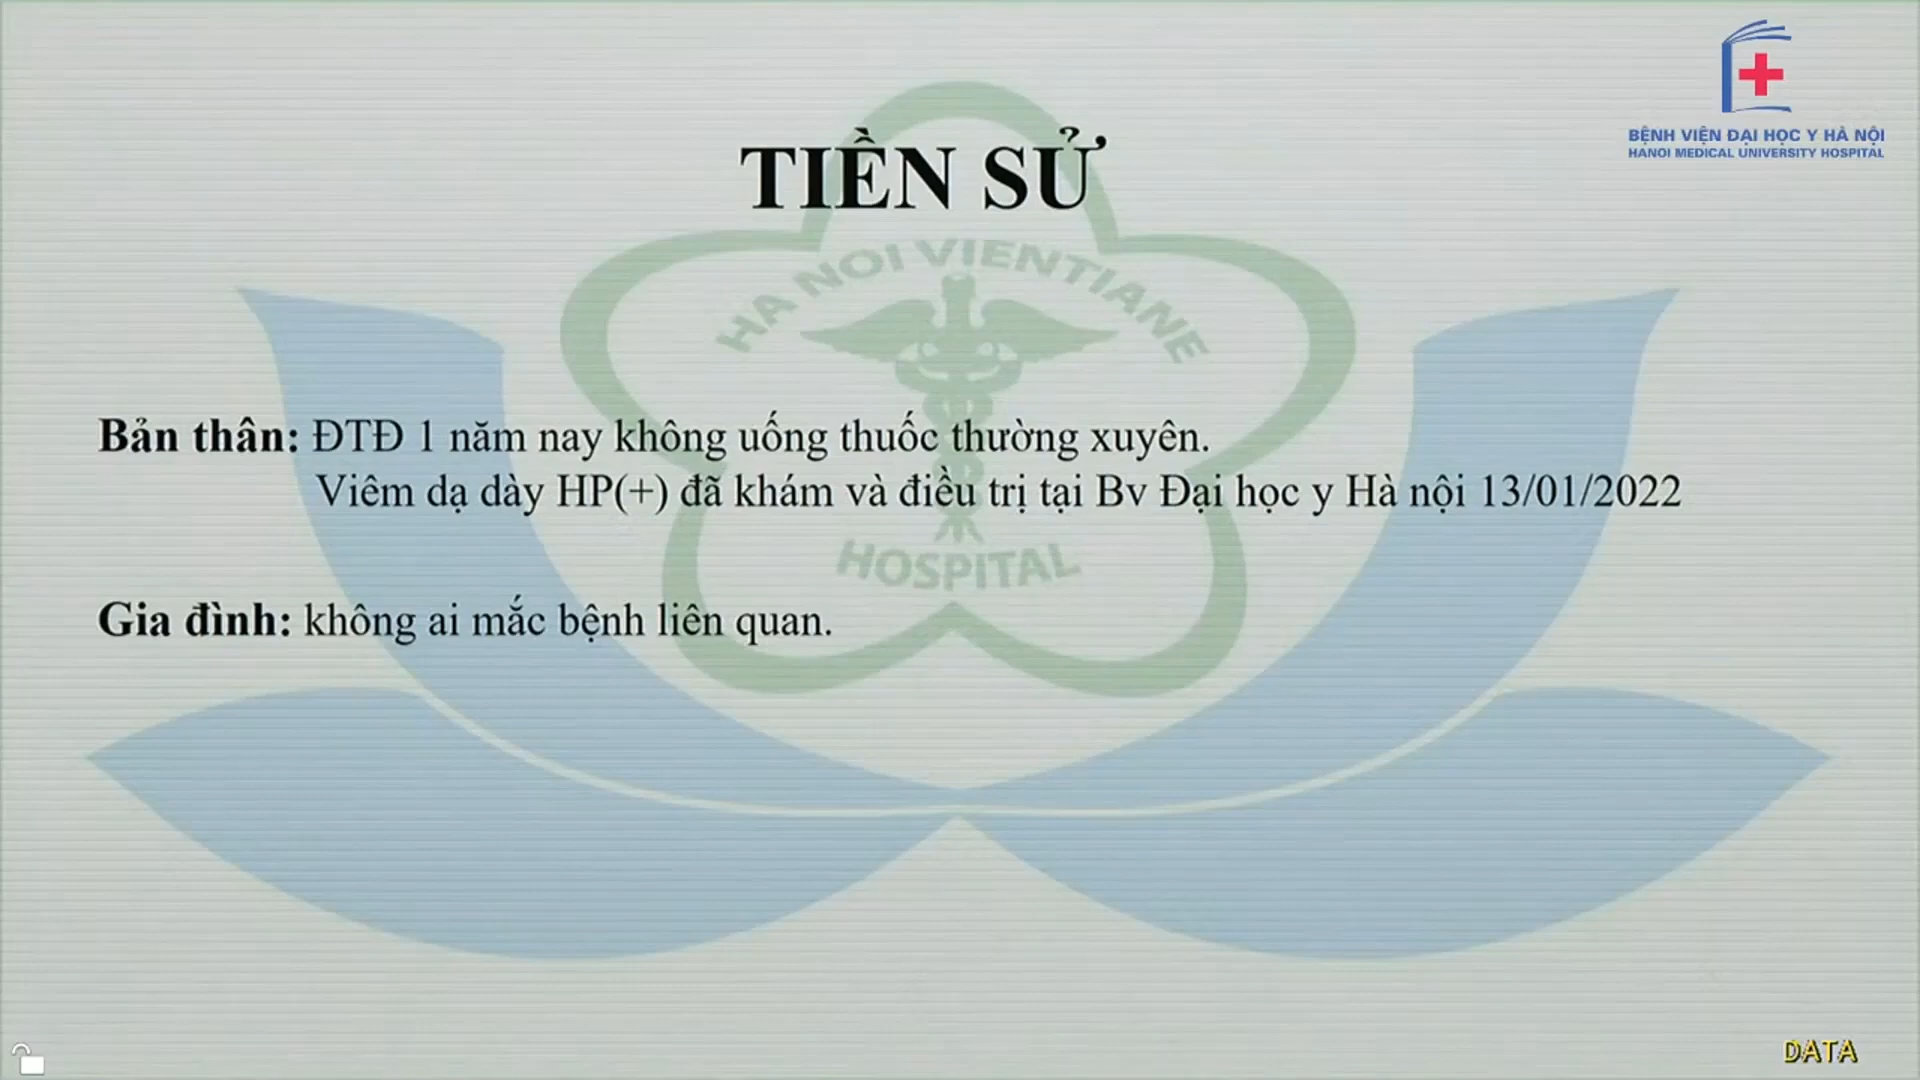 BỆNH VIỆN ĐẠI HỌC Y HÀ NỘI
HANOI MEDICAL UNIVERSITY HOSPITAL
TIỀN SỬ
HA NOI VIENTIANE
HOSPITAL
Bản thân: ĐTĐ 1 năm nay không uống thuốc thường xuyên.
Viêm dạ dày HP(+) đã khám và điều trị tại Bv Đại học y Hà nội 13/01/2022
Gia đình: không ai mắc bệnh liên quan.
DATA